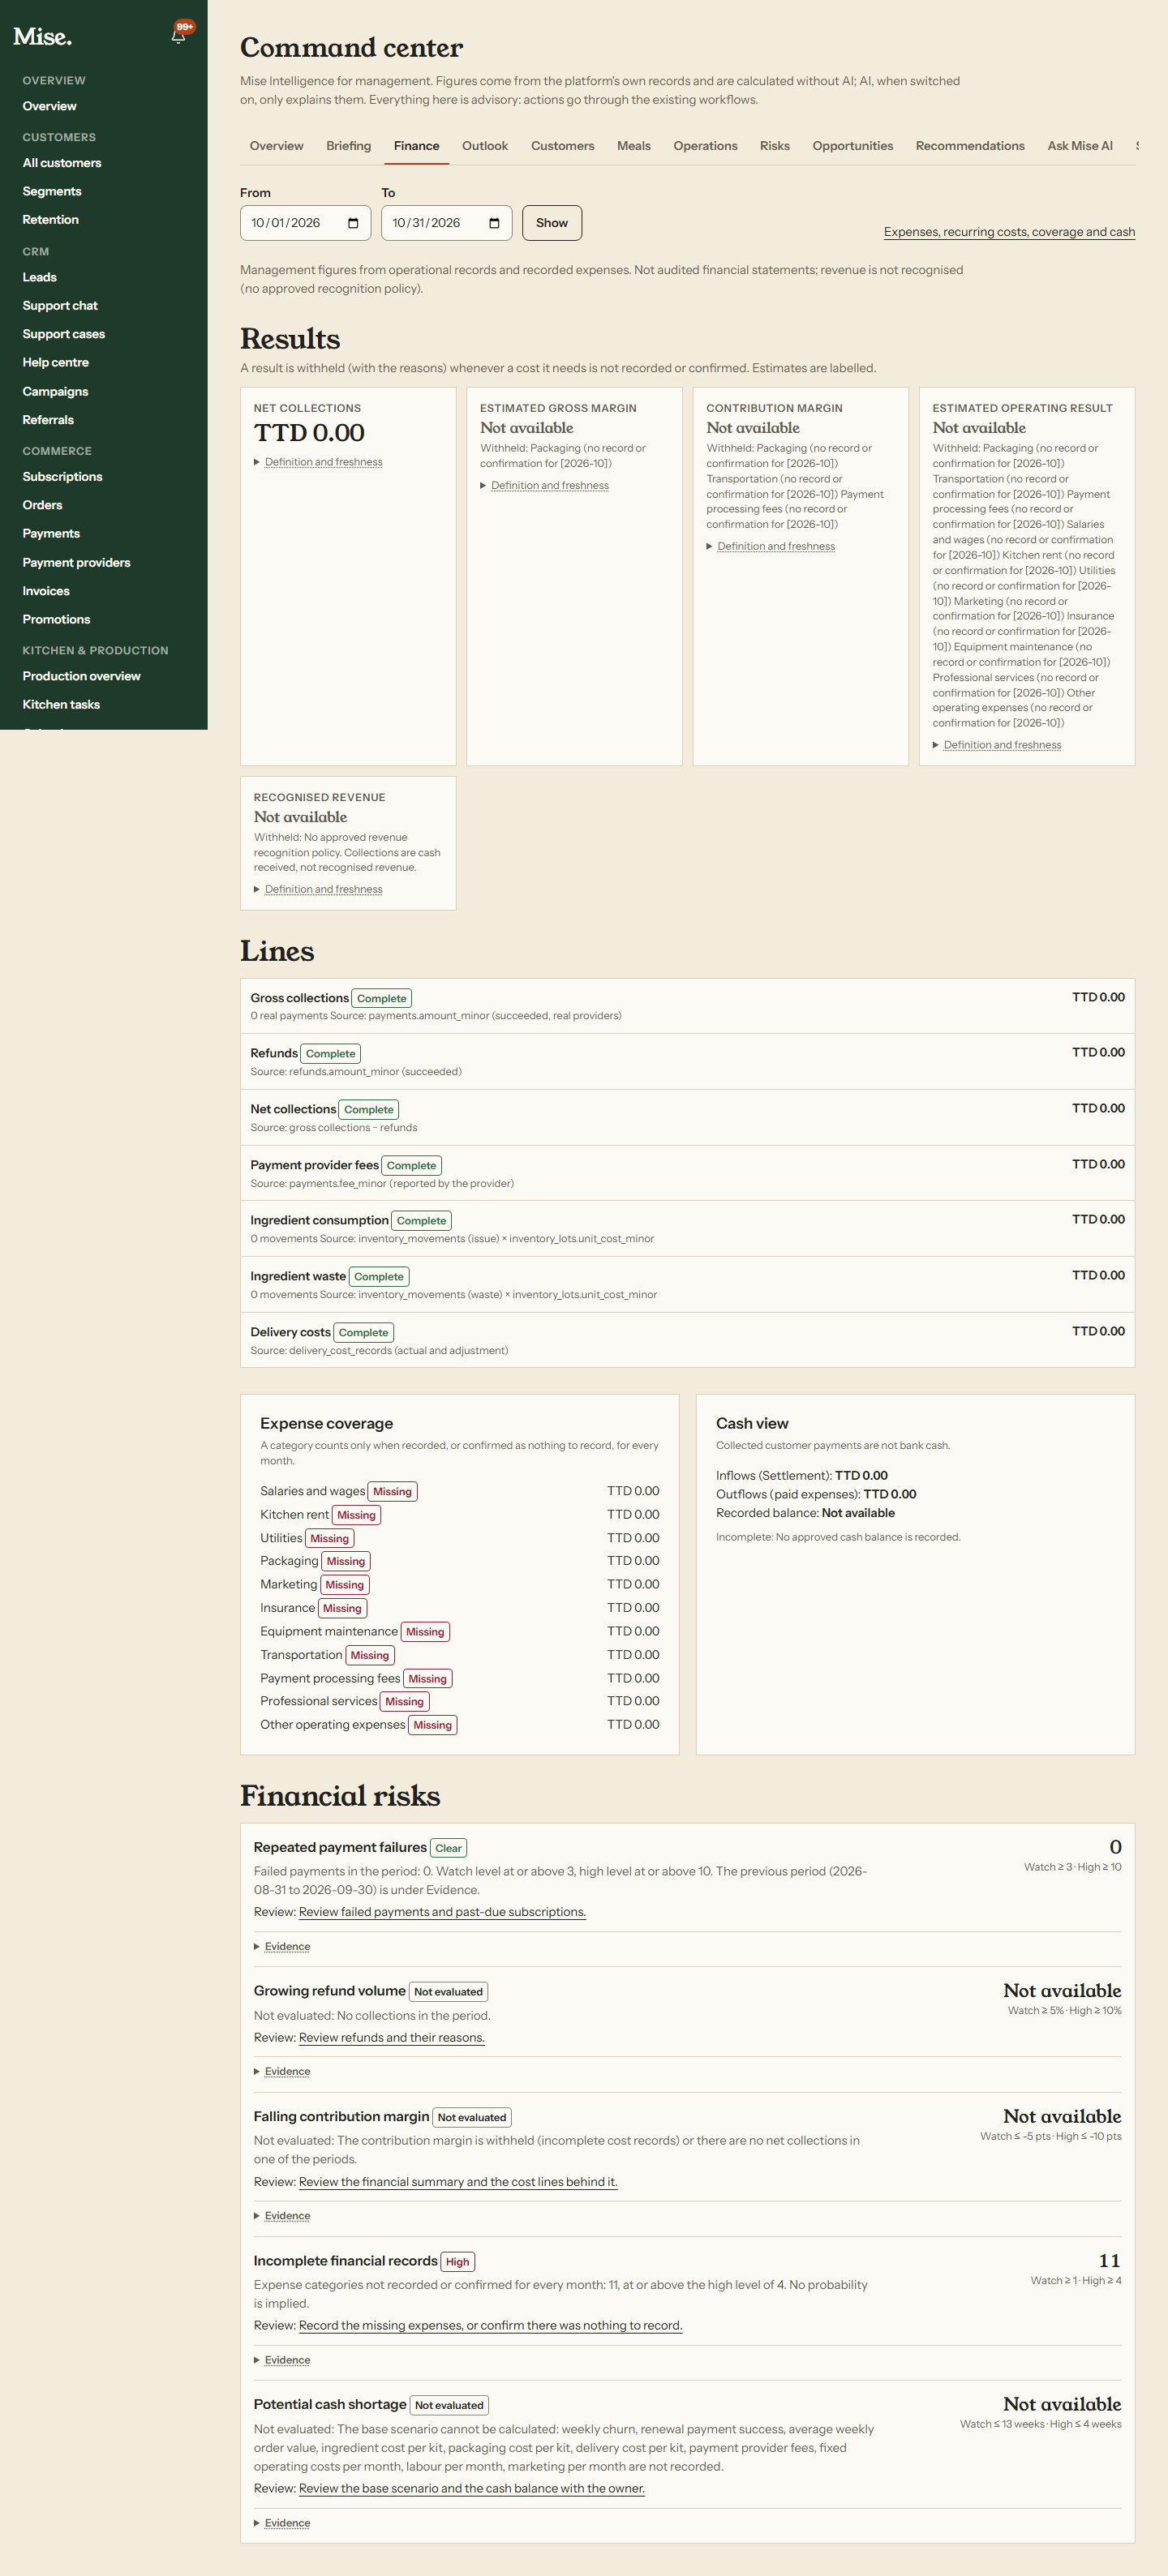 Mise.
99+
OVERVIEW
Overview
CUSTOMERS
All customers
Segments
Retention
CRM
Leads
Support chat
Support cases
Help centre
Campaigns
Referrals
COMMERCE
Subscriptions
Orders
Payments
Payment providers
Invoices
Promotions
KITCHEN & PRODUCTION
Production overview
Kitchen tasks
Command center
Mise Intelligence for management. Figures come from the platform's own records and are calculated without AI; AI, when switched
on, only explains them. Everything here is advisory: actions go through the existing workflows.
Overview Briefing Finance Outlook Customers Meals Operations Risks Opportunities Recommendations Ask Mise AI
From To
10/01/2026 10/31/2026 Show
Expenses, recurring costs, coverage and cash
Management figures from operational records and recorded expenses. Not audited financial statements; revenue is not recognised
(no approved recognition policy).
Results
A result is withheld (with the reasons) whenever a cost it needs is not recorded or confirmed. Estimates are labelled.
NET COLLECTIONS
TTD 0.00
Definition and freshness
ESTIMATED GROSS MARGIN
Not available
Withheld: Packaging (no record or
confirmation for [2026-10])
Definition and freshness
CONTRIBUTION MARGIN
Not available
Withheld: Packaging (no record or
confirmation for [2026-10])
Transportation (no record or
confirmation for [2026-10]) Payment
processing fees (no record or
confirmation for [2026-10])
Definition and freshness
ESTIMATED OPERATING RESULT
Not available
Withheld: Packaging (no record or
confirmation for [2026-10])
Transportation (no record or
confirmation for [2026-10]) Payment
processing fees (no record or
confirmation for [2026-10]) Salaries
and wages (no record or confirmation
for [2026-10]) Kitchen rent (no record
or confirmation for [2026-10]) Utilities
(no record or confirmation for [2026-
10]) Marketing (no record or
confirmation for [2026-10]) Insurance
(no record or confirmation for [2026-
10]) Equipment maintenance (no
record or confirmation for [2026-10])
Professional services (no record or
confirmation for [2026-10]) Other
operating expenses (no record or
confirmation for [2026-10])
Definition and freshness
RECOGNISED REVENUE
Not available
Withheld: No approved revenue
recognition policy. Collections are cash
received, not recognised revenue.
Definition and freshness
Lines
Gross collections Complete TTD 0.00
0 real payments Source: payments.amount_minor (succeeded, real providers)
Refunds Complete TTD 0.00
Source: refunds.amount_minor (succeeded)
Net collections Complete TTD 0.00
Source: gross collections − refunds
Payment provider fees Complete TTD 0.00
Source: payments.fee_minor (reported by the provider)
Ingredient consumption Complete TTD 0.00
0 movements Source: inventory_movements (issue) × inventory_lots.unit_cost_minor
Ingredient waste Complete TTD 0.00
0 movements Source: inventory_movements (waste) × inventory_lots.unit_cost_minor
Delivery costs Complete TTD 0.00
Source: delivery_cost_records (actual and adjustment)
Expense coverage
A category counts only when recorded, or confirmed as nothing to record, for every
month.
Salaries and wages Missing TTD 0.00
Kitchen rent Missing TTD 0.00
Utilities Missing TTD 0.00
Packaging Missing TTD 0.00
Marketing Missing TTD 0.00
Insurance Missing TTD 0.00
Equipment maintenance Missing TTD 0.00
Transportation Missing TTD 0.00
Payment processing fees Missing TTD 0.00
Professional services Missing TTD 0.00
Other operating expenses Missing TTD 0.00
Cash view
Collected customer payments are not bank cash.
Inflows (Settlement): TTD 0.00
Outflows (paid expenses): TTD 0.00
Recorded balance: Not available
Incomplete: No approved cash balance is recorded.
Financial risks
Repeated payment failures Clear 0
Watch ≥ 3 · High ≥ 10
Failed payments in the period: 0. Watch level at or above 3, high level at or above 10. The previous period (2026-
08-31 to 2026-09-30) is under Evidence.
Review: Review failed payments and past-due subscriptions.
Evidence
Growing refund volume Not evaluated Not available
Watch ≥ 5% · High ≥ 10%
Not evaluated: No collections in the period.
Review: Review refunds and their reasons.
Evidence
Falling contribution margin Not evaluated Not available
Watch ≤ -5 pts · High ≤ -10 pts
Not evaluated: The contribution margin is withheld (incomplete cost records) or there are no net collections in
one of the periods.
Review: Review the financial summary and the cost lines behind it.
Evidence
Incomplete financial records High 11
Watch ≥ 1 · High ≥ 4
Expense categories not recorded or confirmed for every month: 11, at or above the high level of 4. No probability
is implied.
Review: Record the missing expenses, or confirm there was nothing to record.
Evidence
Potential cash shortage Not evaluated Not available
Watch ≤ 13 weeks · High ≤ 4 weeks
Not evaluated: The base scenario cannot be calculated: weekly churn, renewal payment success, average weekly
order value, ingredient cost per kit, packaging cost per kit, delivery cost per kit, payment provider fees, fixed
operating costs per month, labour per month, marketing per month are not recorded.
Review: Review the base scenario and the cash balance with the owner.
Evidence